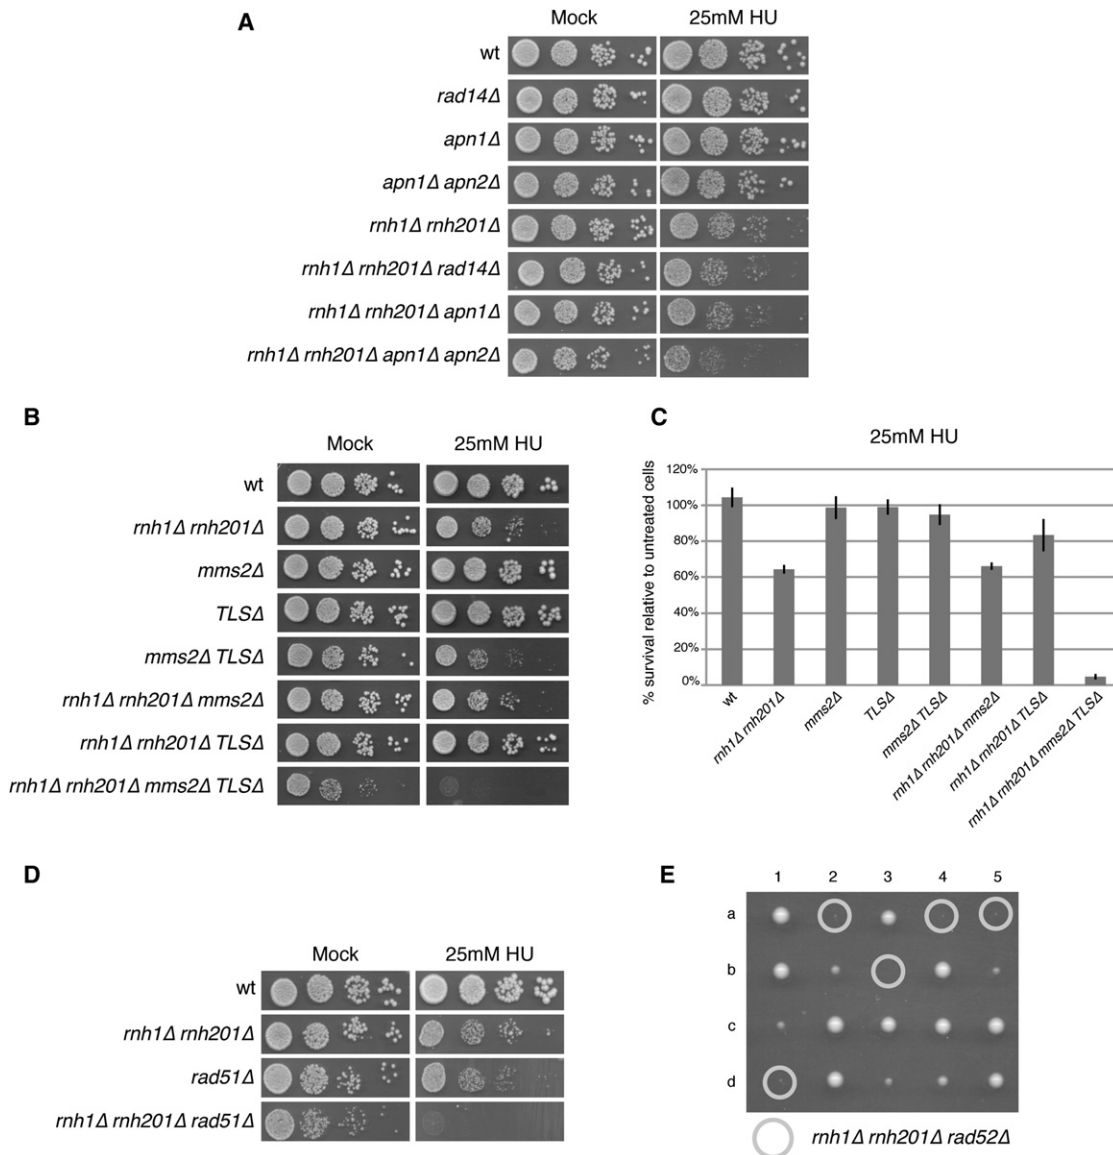 A
Mock 25mM HU
wt
rad14Δ
apn1Δ
apn1Δ apn2Δ
rnh1Δ rnh201Δ
rnh1Δ rnh201Δ rad14Δ
rnh1Δ rnh201Δ apn1Δ
rnh1Δ rnh201Δ apn1Δ apn2Δ
B
Mock 25mM HU
wt
rnh1Δ rnh201Δ
mms2Δ
TLSΔ
mms2Δ TLSΔ
rnh1Δ rnh201Δ mms2Δ
rnh1Δ rnh201Δ TLSΔ
rnh1Δ rnh201Δ mms2Δ TLSΔ
C
25mM HU
% survival relative to untreated cells
120%
100%
80%
60%
40%
20%
0%
wt
rnh1Δ rnh201Δ
mms2Δ
TLSΔ
mms2Δ TLSΔ
rnh1Δ rnh201Δ mms2Δ
rnh1Δ rnh201Δ TLSΔ
rnh1Δ rnh201Δ mms2Δ TLSΔ
D
Mock 25mM HU
wt
rnh1Δ rnh201Δ
rad51Δ
rnh1Δ rnh201Δ rad51Δ
E
1 2 3 4 5
a
b
c
d
rnh1Δ rnh201Δ rad52Δ